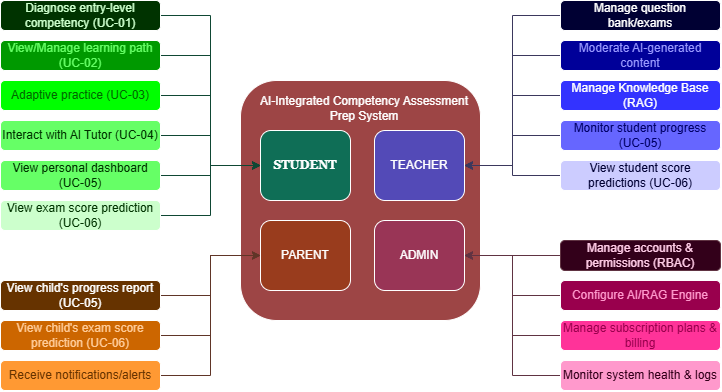 Diagnose entry-level
competency (UC-01)
View/Manage learning path
(UC-02)
Adaptive practice (UC-03)
Interact with AI Tutor (UC-04)
View personal dashboard
(UC-05)
View exam score prediction
(UC-06)
View child's progress report
(UC-05)
View child's exam score
prediction (UC-06)
Receive notifications/alerts
AI-Integrated Competency Assessment
Prep System
STUDENT
TEACHER
PARENT
ADMIN
Manage question
bank/exams
Moderate AI-generated
content
Manage Knowledge Base
(RAG)
Monitor student progress
(UC-05)
View student score
predictions (UC-06)
Manage accounts &
permissions (RBAC)
Configure AI/RAG Engine
Manage subscription plans &
billing
Monitor system health & logs